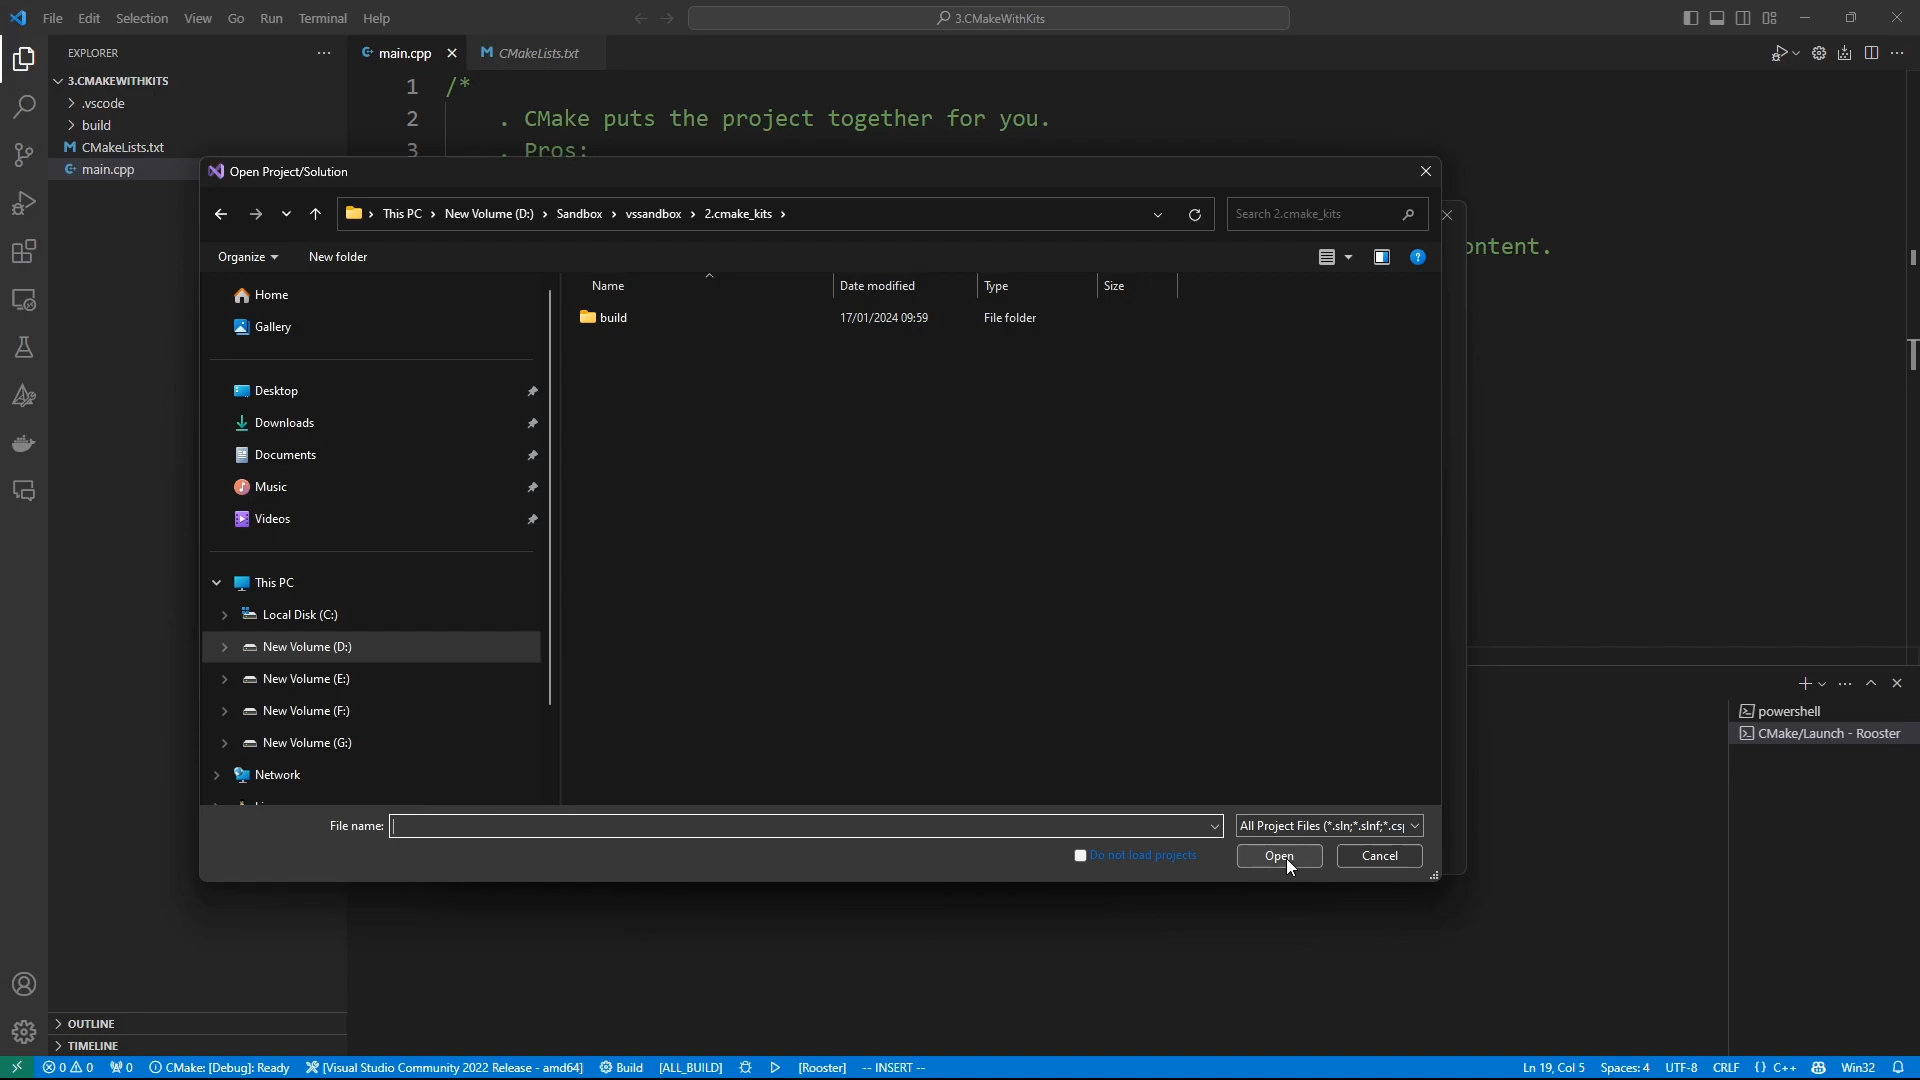 File Edit Selection View Go Run Terminal Help
3.CMakeWithKits
EXPLORER
main.cpp
CMakeLists.txt
3.CMAKEWITHKITS
.vscode
build
CMakeLists.txt
main.cpp
1 /*
2 . CMake puts the project together for you.
3 . Pros:
ontent.
Open Project/Solution
This PC > New Volume (D:) > Sandbox > vssandbox > 2.cmake_kits >
Search 2.cmake_kits
Organize
New folder
Home
Gallery
Desktop
Downloads
Documents
Music
Videos
This PC
Local Disk (C:)
New Volume (D:)
New Volume (E:)
New Volume (F:)
New Volume (G:)
Network
Name Date modified Type Size
build 17/01/2024 09:59 File folder
File name:
All Project Files (*.sln;*.slnf;*.csp
Do not load projects
Open
Cancel
powershell
CMake/Launch - Rooster
OUTLINE
TIMELINE
0 0 0 CMake: [Debug]: Ready [Visual Studio Community 2022 Release - amd64] Build [ALL_BUILD] [Rooster] -- INSERT -- Ln 19, Col 5 Spaces: 4 UTF-8 CRLF {} C++ Win32